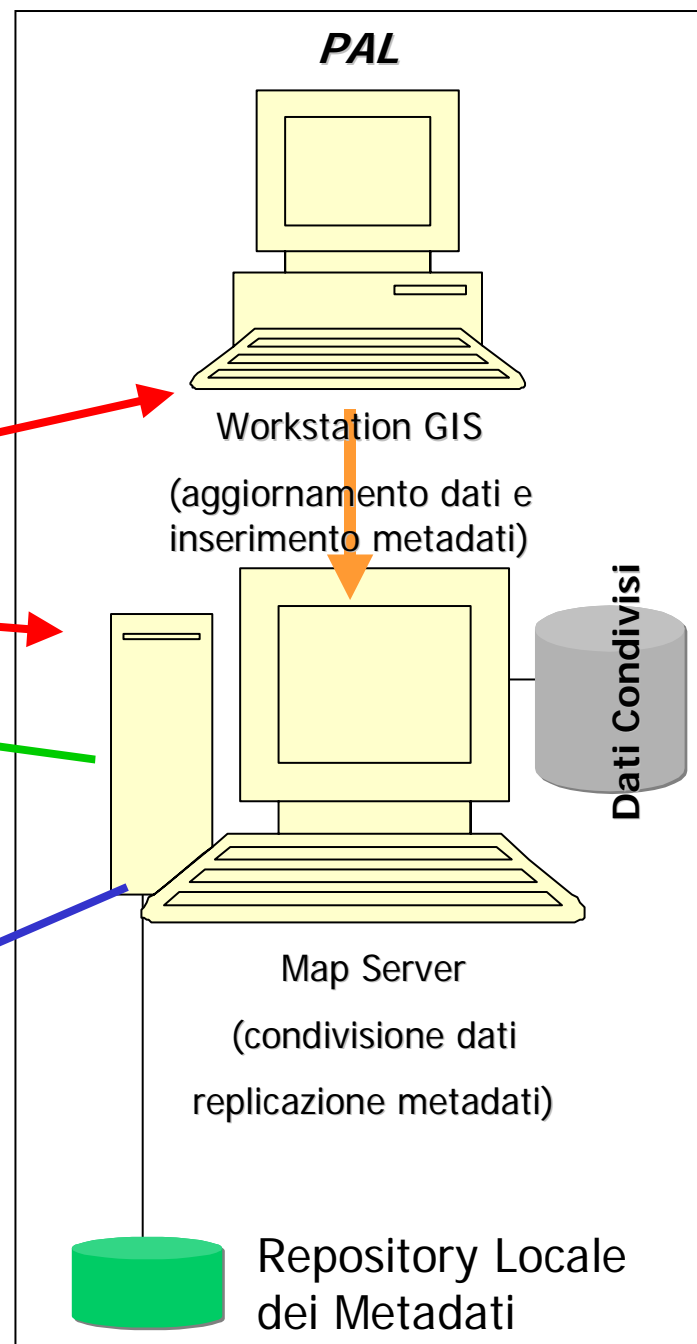 PAL
Workstation GIS
(aggiornamento dati e
inserimento metadati)
Dati Condivisi
Map Server
(condivisione dati
replicazione metadati)
Repository Locale
dei Metadati